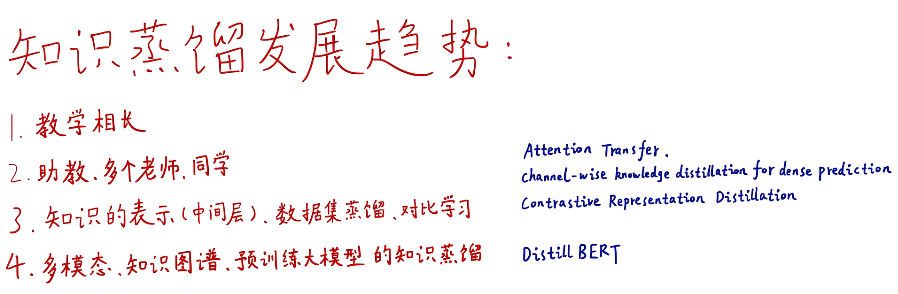 知识蒸馏发展趋势:
1. 教学相长
2. 助教、多个老师、同学
Attention Transfer.
channel-wise knowledge distillation for dense prediction
3. 知识的表示(中间层)、数据集蒸馏、对比学习
Contrastive Representation Distillation
4. 多模态、知识图谱、预训练大模型 的知识蒸馏
Distill BERT